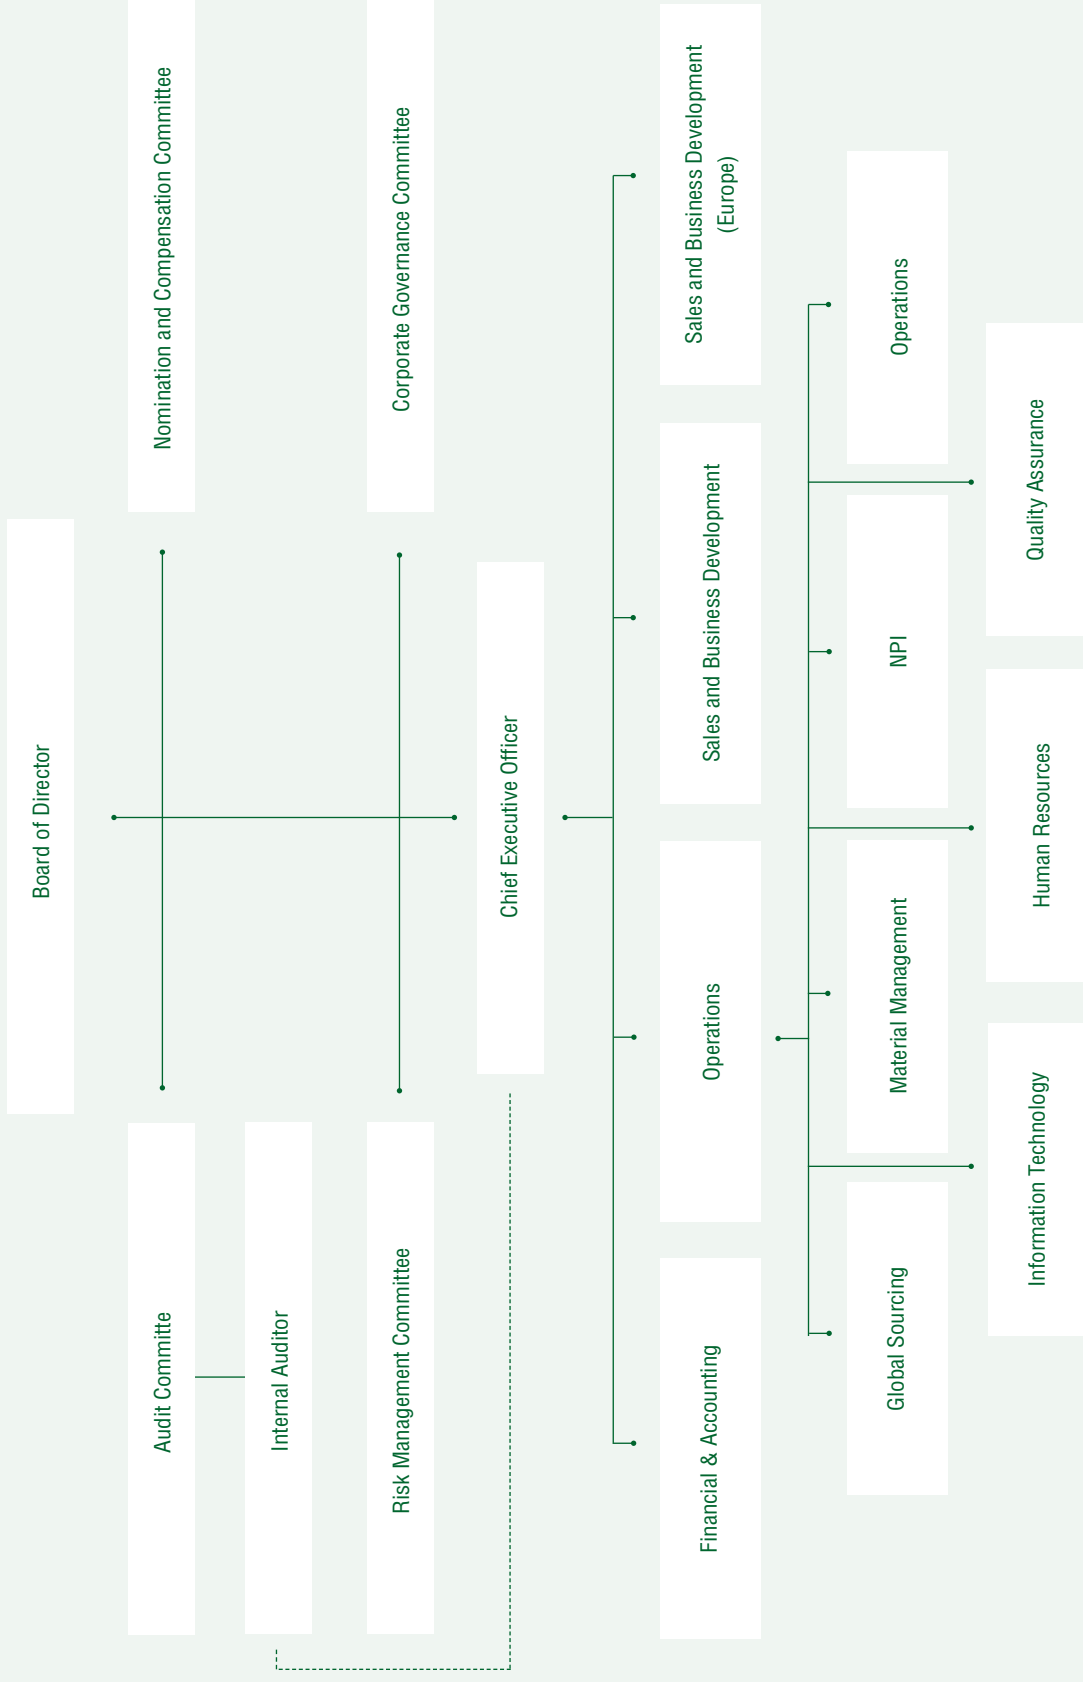 Board of Director
Audit Committe
Nomination and Compensation Committee
Internal Auditor
Risk Management Committee
Corporate Governance Committee
Chief Executive Officer
Financial & Accounting
Operations
Sales and Business Development
Sales and Business Development
(Europe)
Global Sourcing
Material Management
NPI
Operations
Information Technology
Human Resources
Quality Assurance